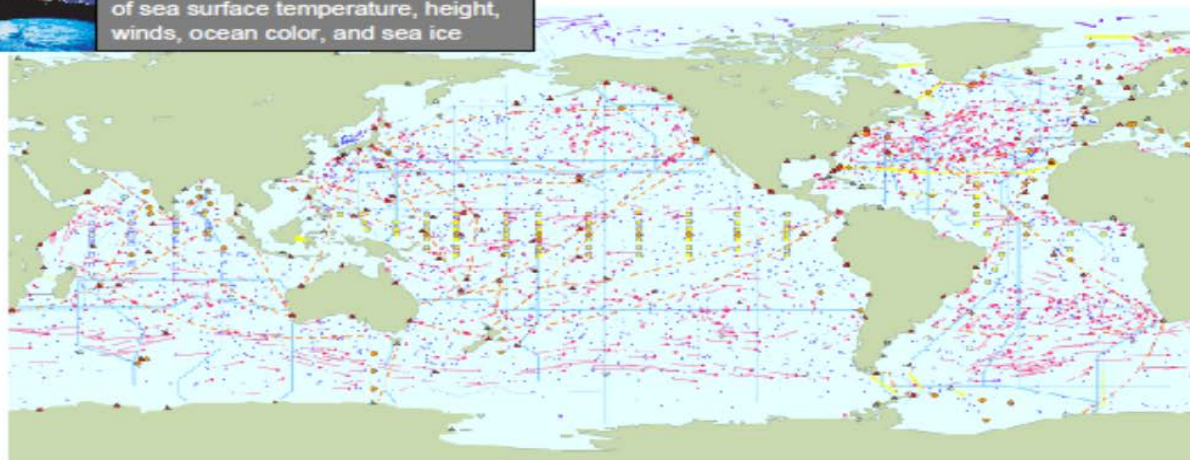 of sea surface temperature, height,
winds, ocean color, and sea ice